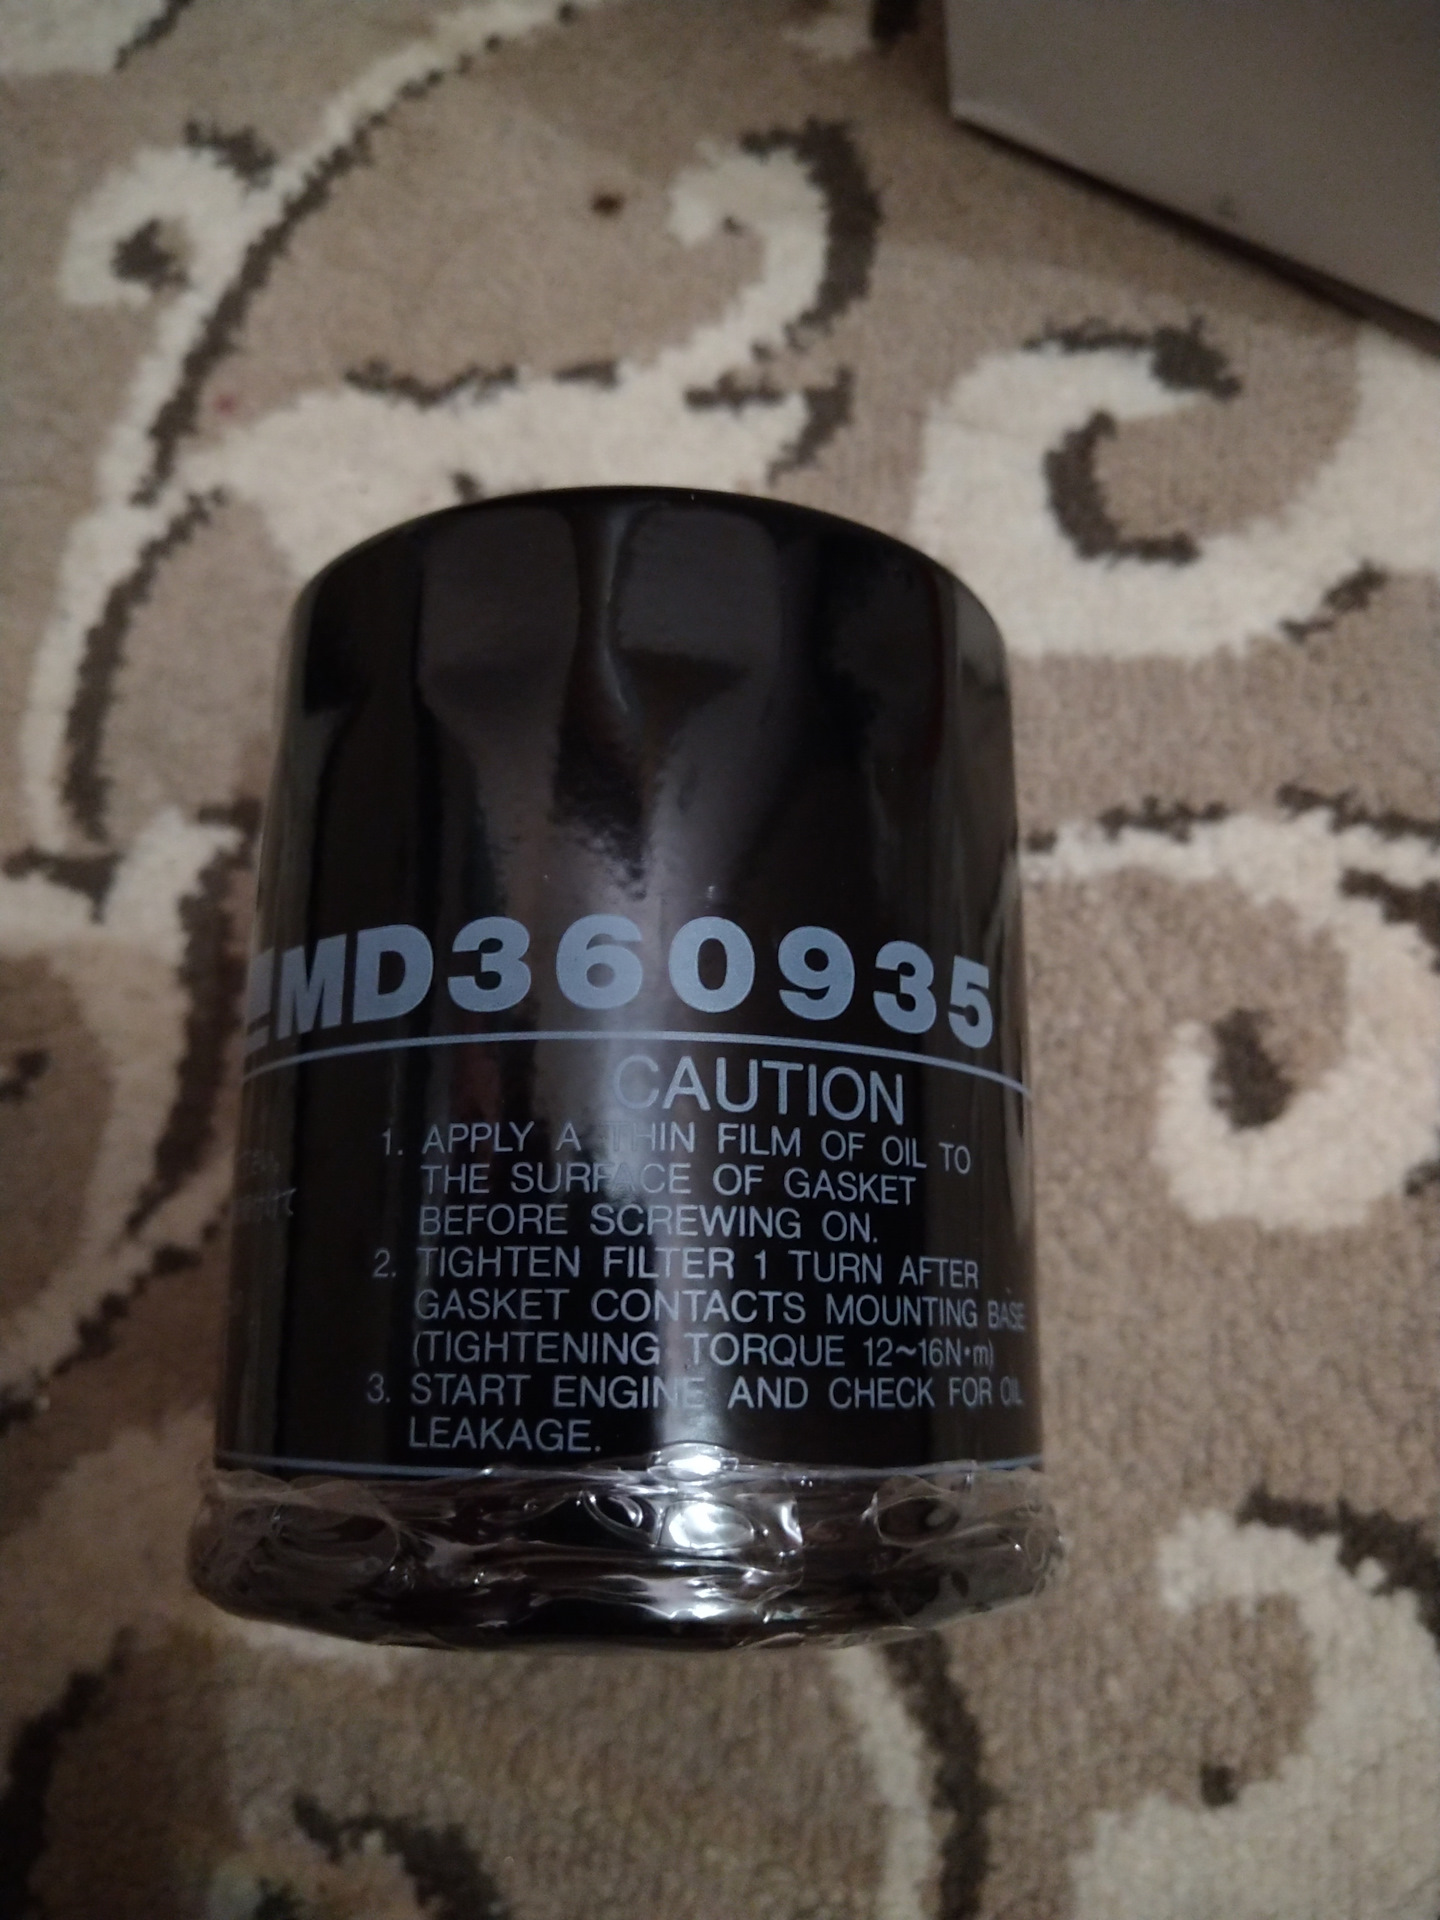 MD360935
CAUTION
1. APPLY A THIN FILM OF OIL TO
THE SURFACE OF GASKET
BEFORE SCREWING ON.
2. TIGHTEN FILTER 1 TURN AFTER
GASKET CONTACTS MOUNTING BASE
(TIGHTENING TORQUE 12~16N·m)
3. START ENGINE AND CHECK FOR OIL
LEAKAGE.